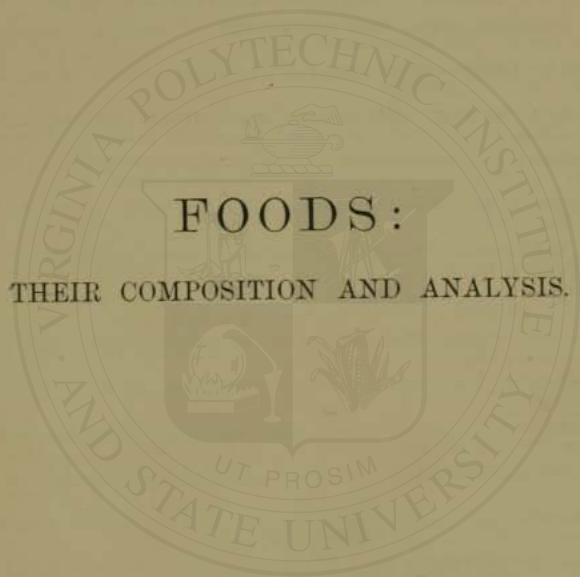 FOODS:
THEIR COMPOSITION AND ANALYSIS.
VIRGINIA POLYTECHNIC INSTITUTE
AND STATE UNIVERSITY
UT PROSIM